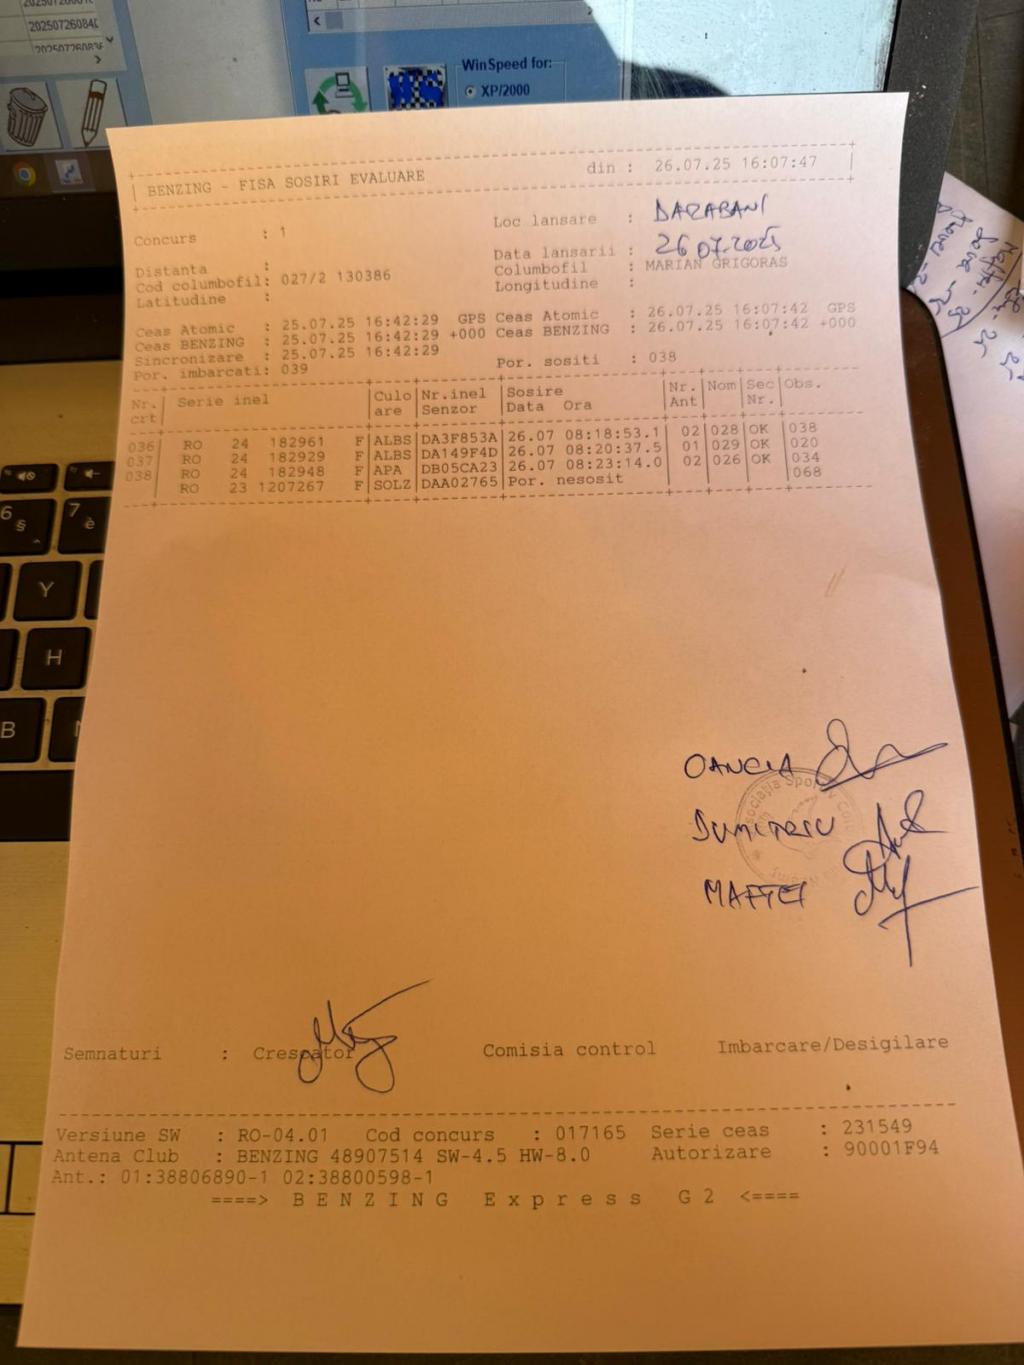 20250726084
WinSpeed for:
XP/2000
BENZING - FISA SOSIRI EVALUARE din : 26.07.25 16:07:47
Concurs : 1 Loc lansare : DARABANI
Data lansarii : 26.07.2025
Distanta :
Cod columbofil: 027/2 130386 Columbofil : MARIAN GRIGORAS
Latitudine : Longitudine :
Ceas Atomic : 25.07.25 16:42:29 GPS Ceas Atomic : 26.07.25 16:07:42 GPS
Ceas BENZING : 25.07.25 16:42:29 +000 Ceas BENZING : 26.07.25 16:07:42 +000
Sincronizare : 25.07.25 16:42:29
Por. imbarcati: 039 Por. sositi : 038
Nr. Serie inel Culo Nr.inel Sosire Nr. Nom Sec Obs.
crt are Senzor Data Ora Ant Nr.
036 RO 24 182961 F ALBS DA3F853A 26.07 08:18:53.1 02 028 OK 038
037 RO 24 182929 F ALBS DA149F4D 26.07 08:20:37.5 01 029 OK 020
038 RO 24 182948 F APA DB05CA23 26.07 08:23:14.0 02 026 OK 034
RO 23 1207267 F SOLZ DAA02765 Por. nesosit 068
OANCEA
DUMITRIU
MAFTEI
Semnaturi : Crescator Comisia control Imbarcare/Desigilare
Versiune SW : RO-04.01 Cod concurs : 017165 Serie ceas : 231549
Antena Club : BENZING 48907514 SW-4.5 HW-8.0 Autorizare : 90001F94
Ant.: 01:38806890-1 02:38800598-1
====> B E N Z I N G E x p r e s s G 2 <====
6 §
7 è
Y
H
B